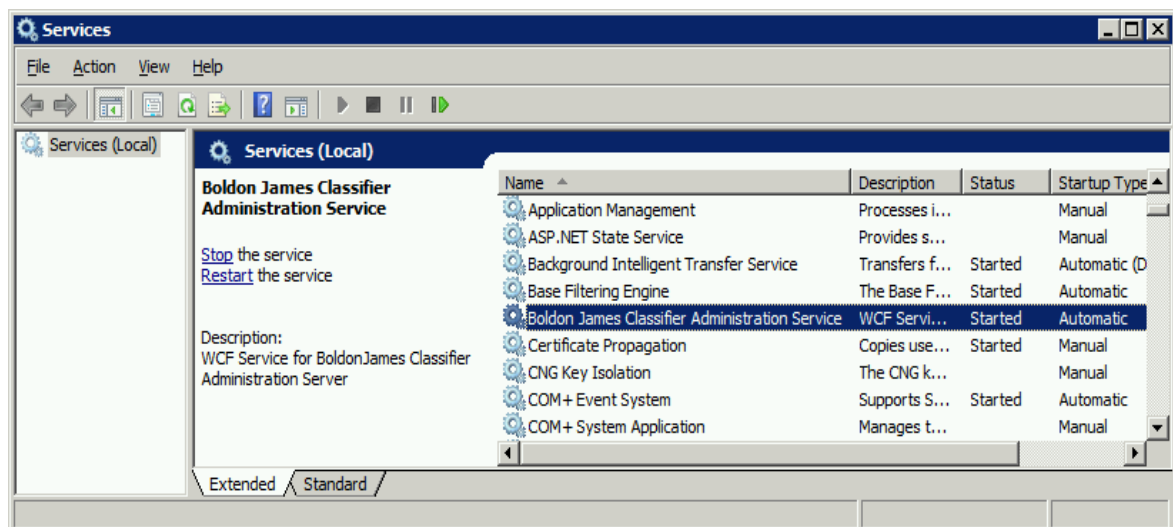 Services
File Action View Help
Services (Local)
Services (Local)
Boldon James Classifier
Administration Service
Stop the service
Restart the service
Description:
WCF Service for BoldonJames Classifier
Administration Server
Name Description Status Startup Type
Application Management Processes i... Manual
ASP.NET State Service Provides s... Manual
Background Intelligent Transfer Service Transfers f... Started Automatic (D
Base Filtering Engine The Base F... Started Automatic
Boldon James Classifier Administration Service WCF Servi... Started Automatic
Certificate Propagation Copies use... Started Manual
CNG Key Isolation The CNG k... Manual
COM+ Event System Supports S... Started Automatic
COM+ System Application Manages t... Manual
Extended Standard